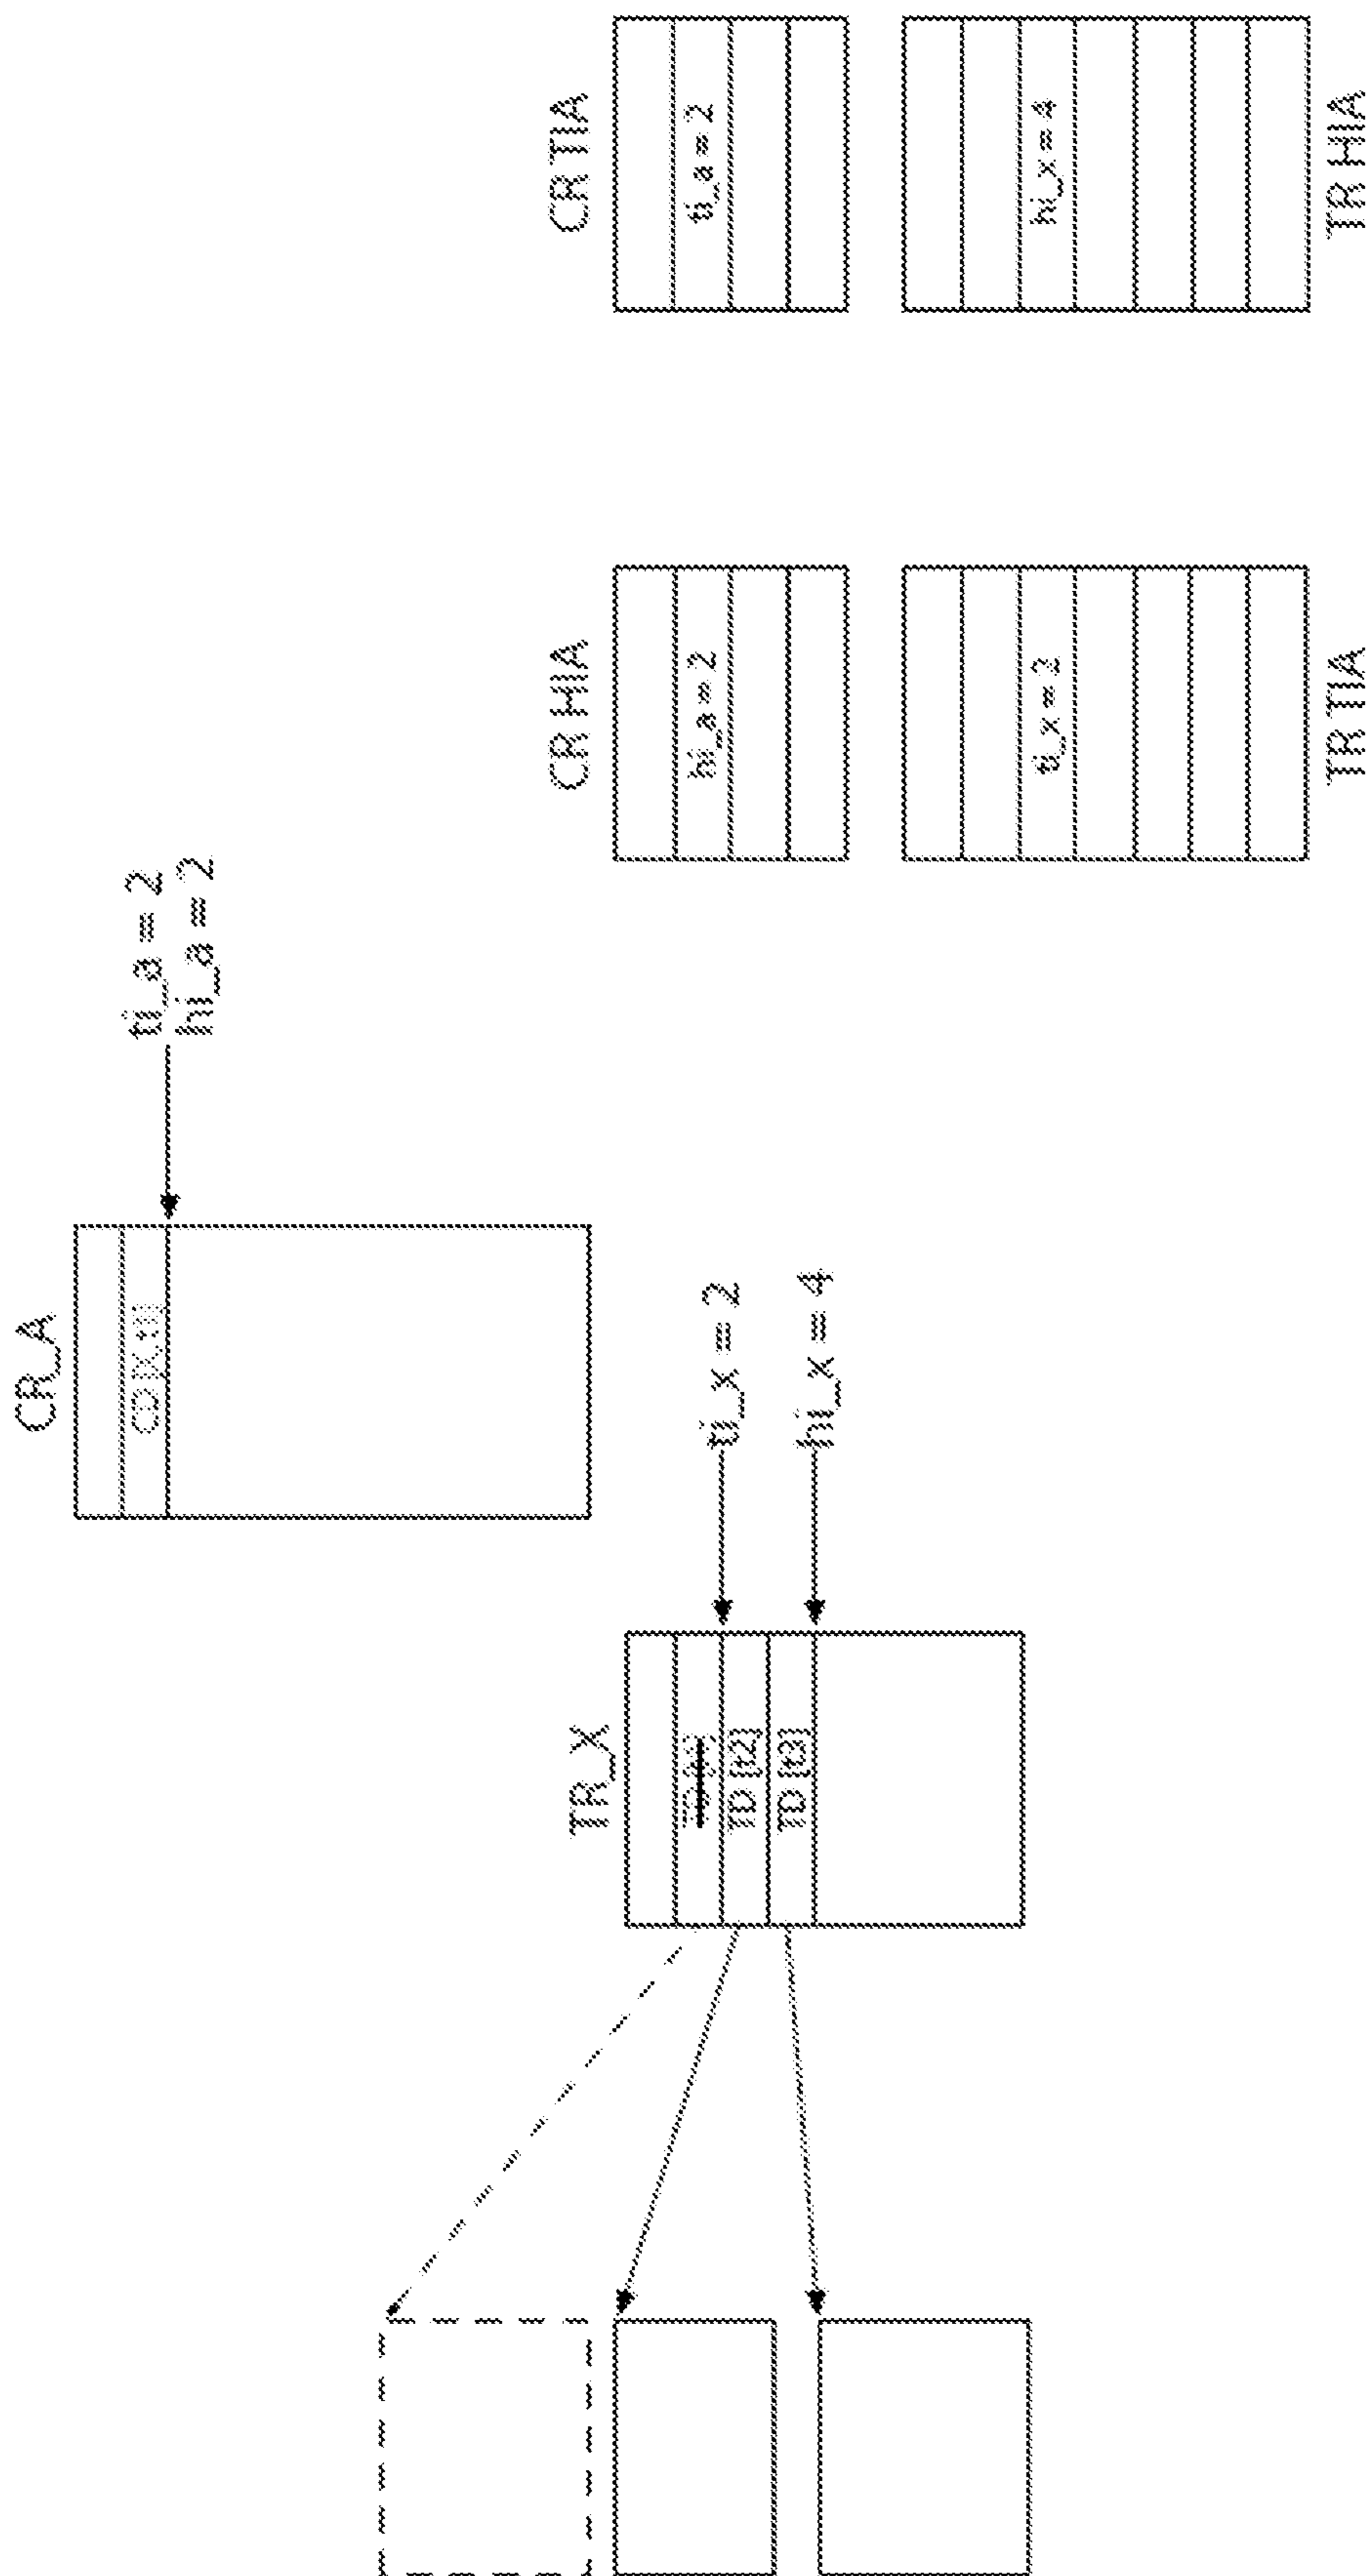 CR_A
ti_a = 2
hi_a = 2
TR_X
TD [t2]
TD [t3]
ti_x = 2
hi_x = 4
CR HIA
hi_a = 2
CR TIA
ti_a = 2
ti_x = 2
TR TIA
hi_x = 4
TR HIA